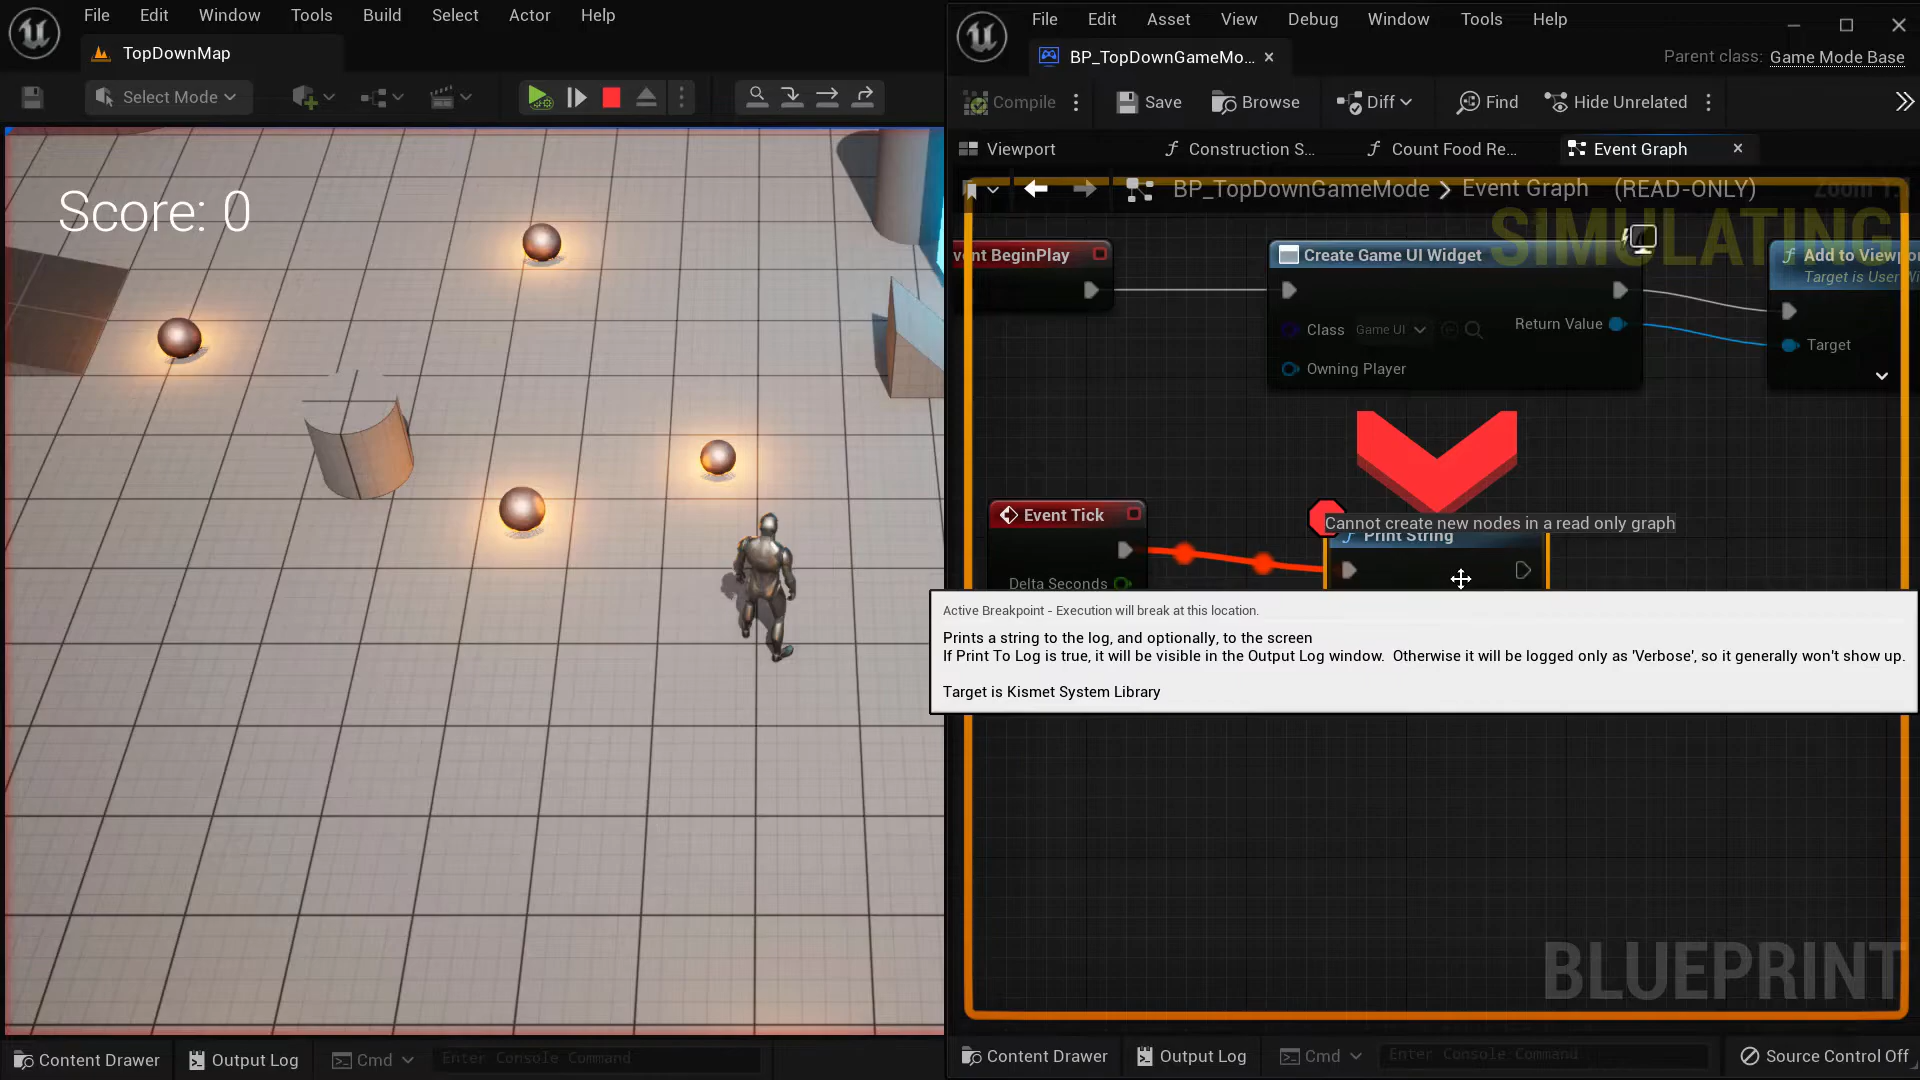 File Edit Window Tools Build Select Actor Help
TopDownMap
Select Mode
Score: 0
Content Drawer Output Log Cmd Enter Console Command
File Edit Asset View Debug Window Tools Help
BP_TopDownGameMo...
Parent class: Game Mode Base
Compile Save Browse Diff Find Hide Unrelated
Viewport Construction S... Count Food Re... Event Graph
BP_TopDownGameMode > Event Graph (READ-ONLY)
SIMULATING
BeginPlay
Create Game UI Widget
Class Game UI
Return Value
Owning Player
Add to Viewpo
Target is User Wi
Target
Event Tick
Delta Seconds
Cannot create new nodes in a read only graph
Print String
Active Breakpoint - Execution will break at this location.
Prints a string to the log, and optionally, to the screen
If Print To Log is true, it will be visible in the Output Log window. Otherwise it will be logged only as 'Verbose', so it generally won't show up.
Target is Kismet System Library
BLUEPRINT
Content Drawer Output Log Cmd Enter Console Command Source Control Off